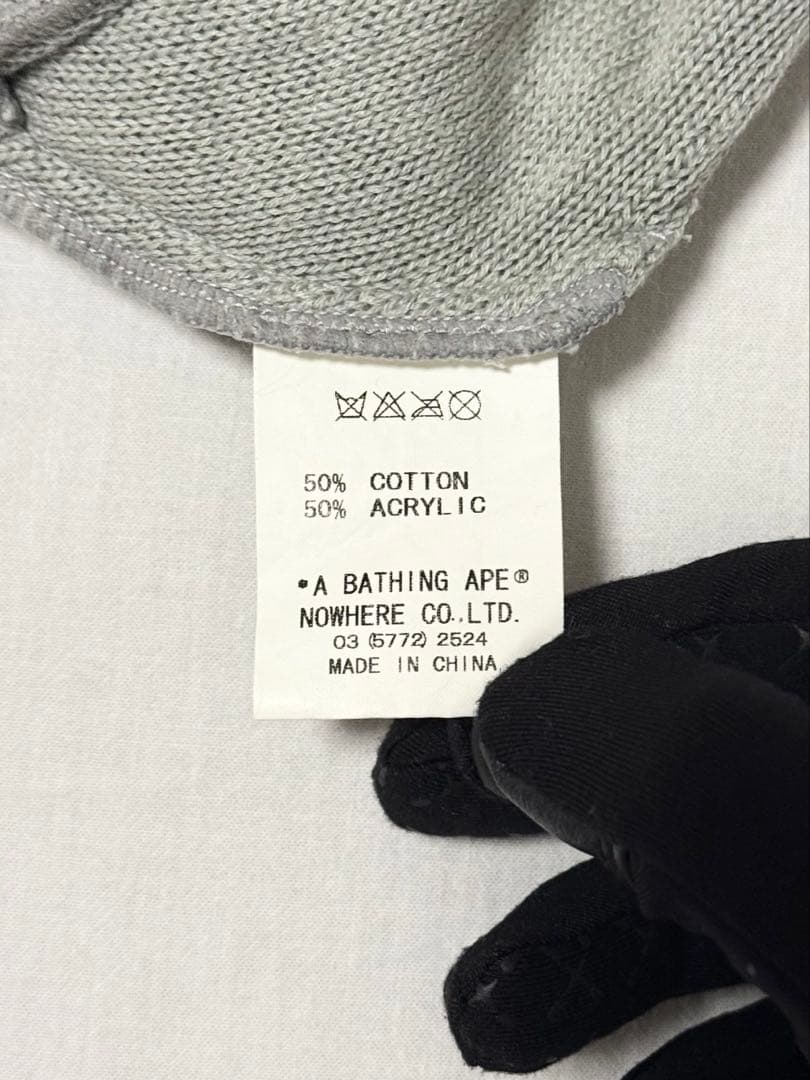 50% COTTON
50% ACRYLIC
•A BATHING APE®
NOWHERE CO.,LTD.
03 (5772) 2524
MADE IN CHINA